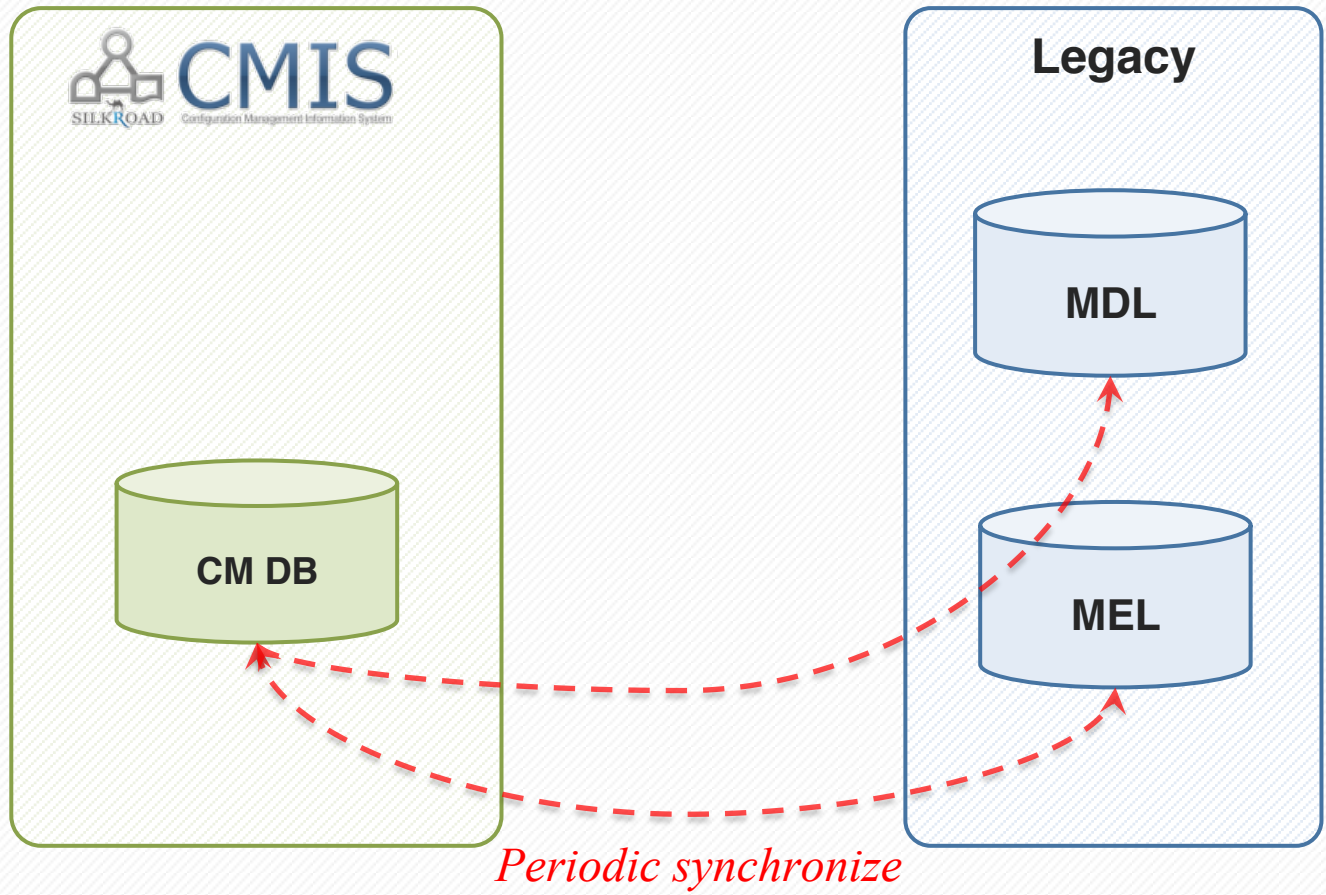 CMIS
SILKROAD
Configuration Management Information System
Legacy
MDL
CM DB
MEL
Periodic synchronize